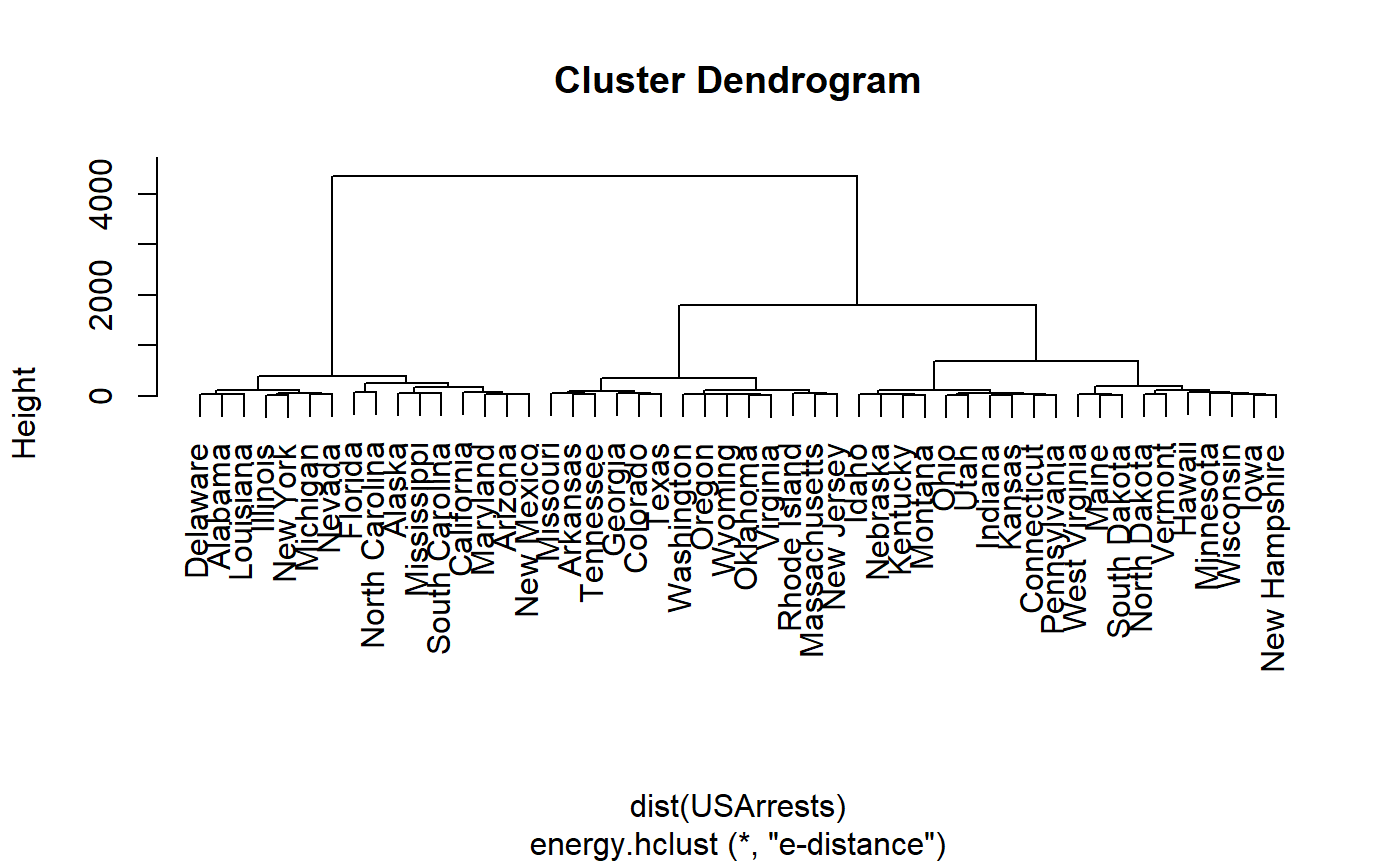 Cluster Dendrogram
Height
4000
2000
0
Delaware
Alabama
Louisiana
Illinois
New York
Michigan
Nevada
Florida
North Carolina
Alaska
Mississippi
South Carolina
California
Maryland
Arizona
New Mexico
Missouri
Arkansas
Tennessee
Georgia
Colorado
Texas
Washington
Oregon
Wyoming
Oklahoma
Virginia
Rhode Island
Massachusetts
New Jersey
Idaho
Nebraska
Kentucky
Montana
Ohio
Utah
Indiana
Kansas
Connecticut
Pennsylvania
West Virginia
Maine
South Dakota
North Dakota
Vermont
Hawaii
Minnesota
Wisconsin
Iowa
New Hampshire
dist(USArrests)
energy.hclust (*, "e-distance")